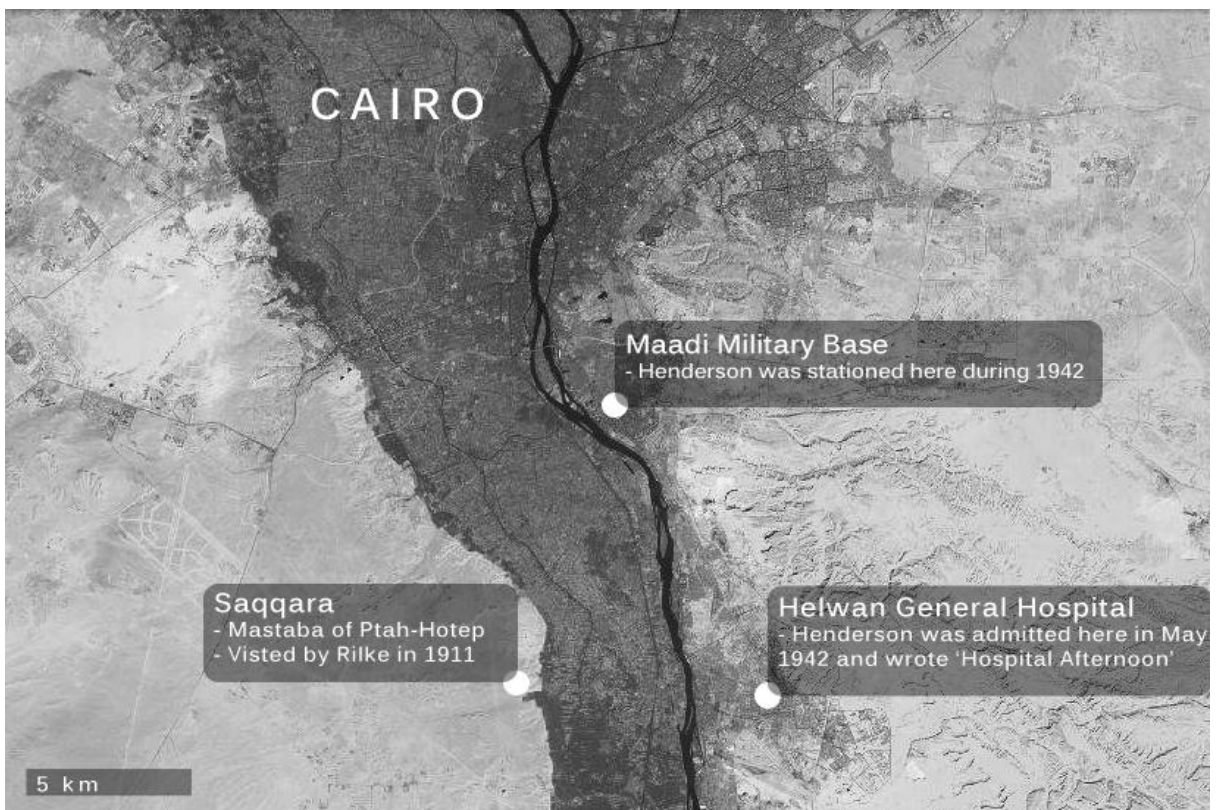 CAIRO
Maadi Military Base
- Henderson was stationed here during 1942
Saqqara
- Mastaba of Ptah-Hotep
- Visted by Rilke in 1911
Helwan General Hospital
- Henderson was admitted here in May
1942 and wrote ‘Hospital Afternoon’
5 km